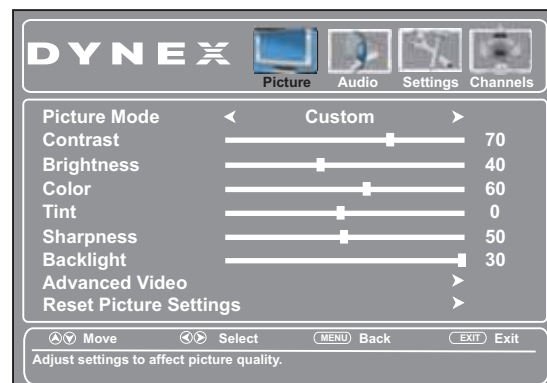 DYNEX
Picture Audio Settings Channels
Picture Mode Custom
Contrast 70
Brightness 40
Color 60
Tint 0
Sharpness 50
Backlight 30
Advanced Video
Reset Picture Settings
Move Select MENU Back EXIT Exit
Adjust settings to affect picture quality.